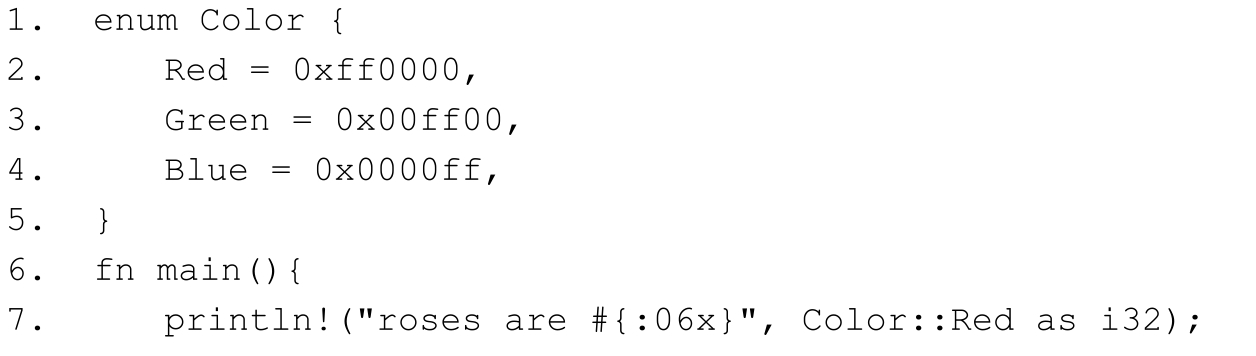 1. enum Color {
2. Red = 0xff0000,
3. Green = 0x00ff00,
4. Blue = 0x0000ff,
5. }
6. fn main(){
7. println!("roses are #{:06x}", Color::Red as i32);